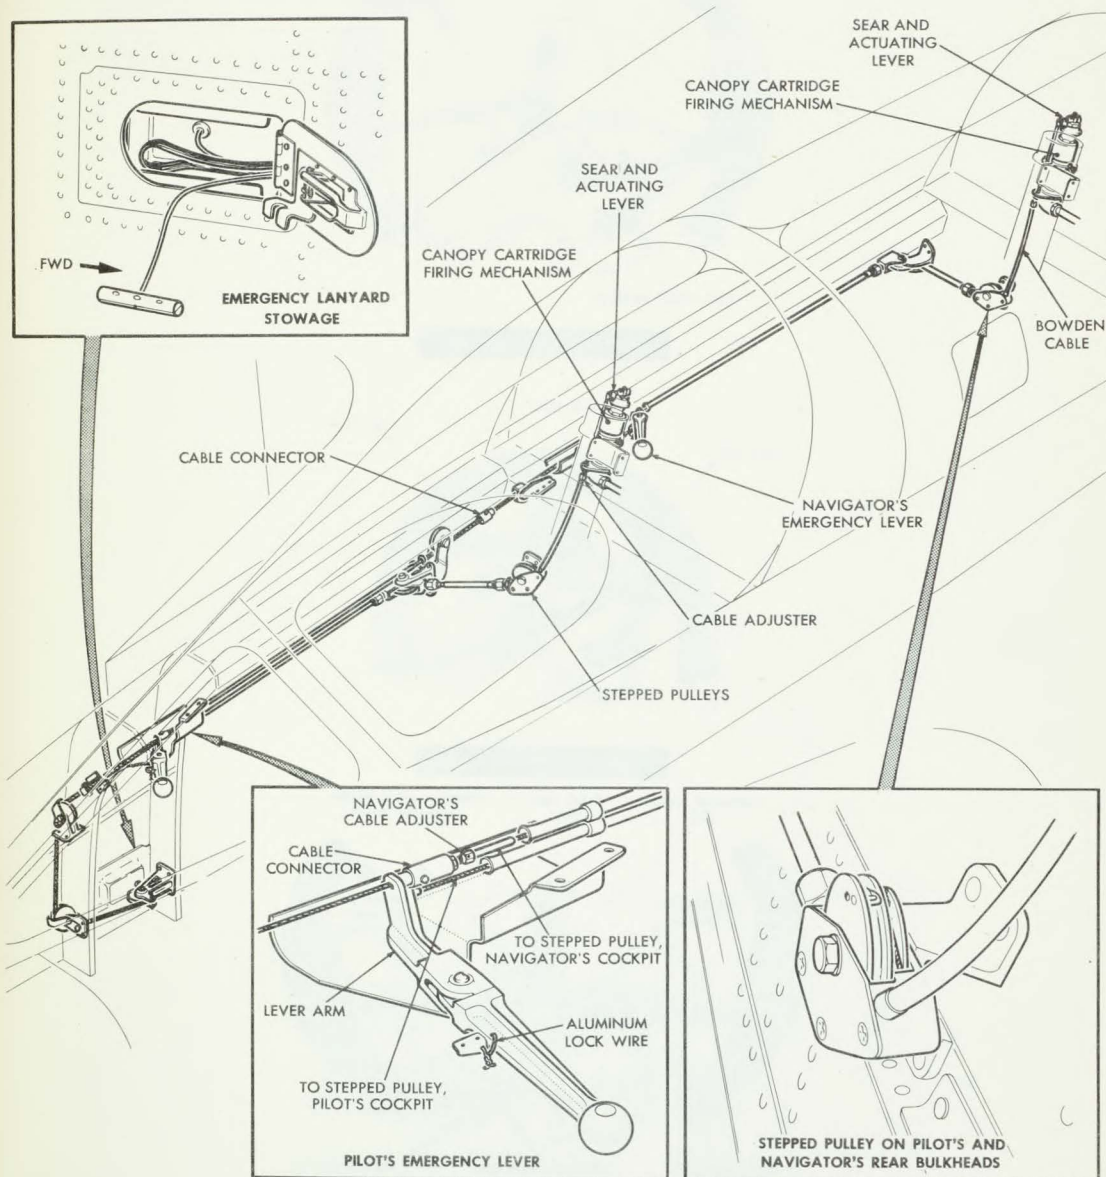 SEAR AND
ACTUATING
LEVER
CANOPY CARTRIDGE
FIRING MECHANISM
SEAR AND
ACTUATING
LEVER
CANOPY CARTRIDGE
FIRING MECHANISM
FWD
EMERGENCY LANYARD
STOWAGE
BOWDEN
CABLE
CABLE CONNECTOR
NAVIGATOR'S
EMERGENCY LEVER
CABLE ADJUSTER
STEPPED PULLEYS
NAVIGATOR'S
CABLE ADJUSTER
CABLE
CONNECTOR
TO STEPPED PULLEY,
NAVIGATOR'S COCKPIT
LEVER ARM
ALUMINUM
LOCK WIRE
TO STEPPED PULLEY,
PILOT'S COCKPIT
PILOT'S EMERGENCY LEVER
STEPPED PULLEY ON PILOT'S AND
NAVIGATOR'S REAR BULKHEADS